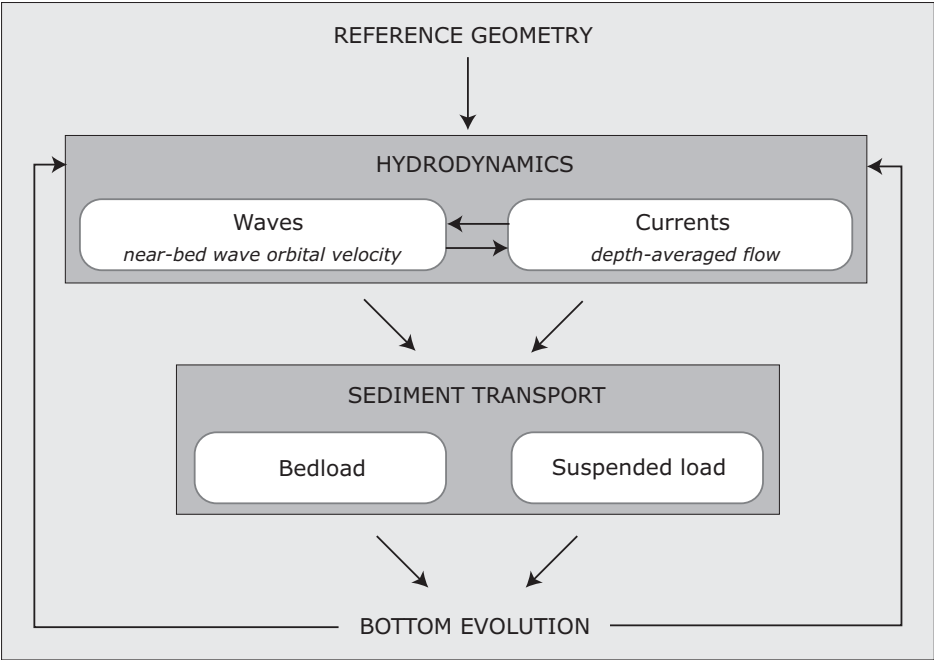 REFERENCE GEOMETRY
HYDRODYNAMICS
Waves
near-bed wave orbital velocity
Currents
depth-averaged flow
SEDIMENT TRANSPORT
Bedload
Suspended load
BOTTOM EVOLUTION